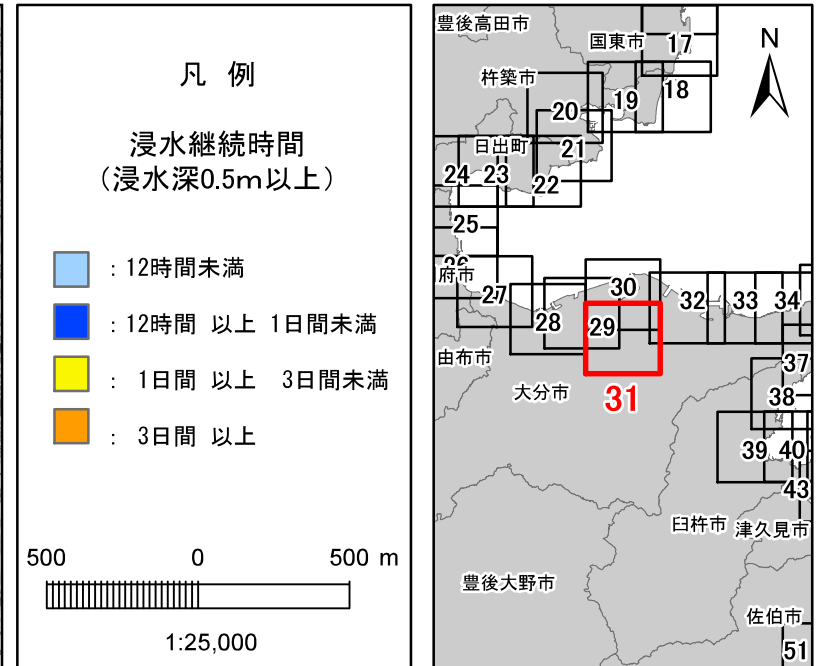 凡 例
浸水継続時間
（浸水深0.5m以上）
：12時間未満
：12時間 以上 1日間未満
： 1日間 以上 3日間未満
： 3日間 以上
500 0 500 m
1:25,000
豊後高田市
国東市
17
N
杵築市
18
19
20
日出町
21
24 23
22
25
26
府市
27
30
32 33 34
28
29
由布市
37
大分市
31
38
39 40
43
臼杵市 津久見市
豊後大野市
佐伯市
51